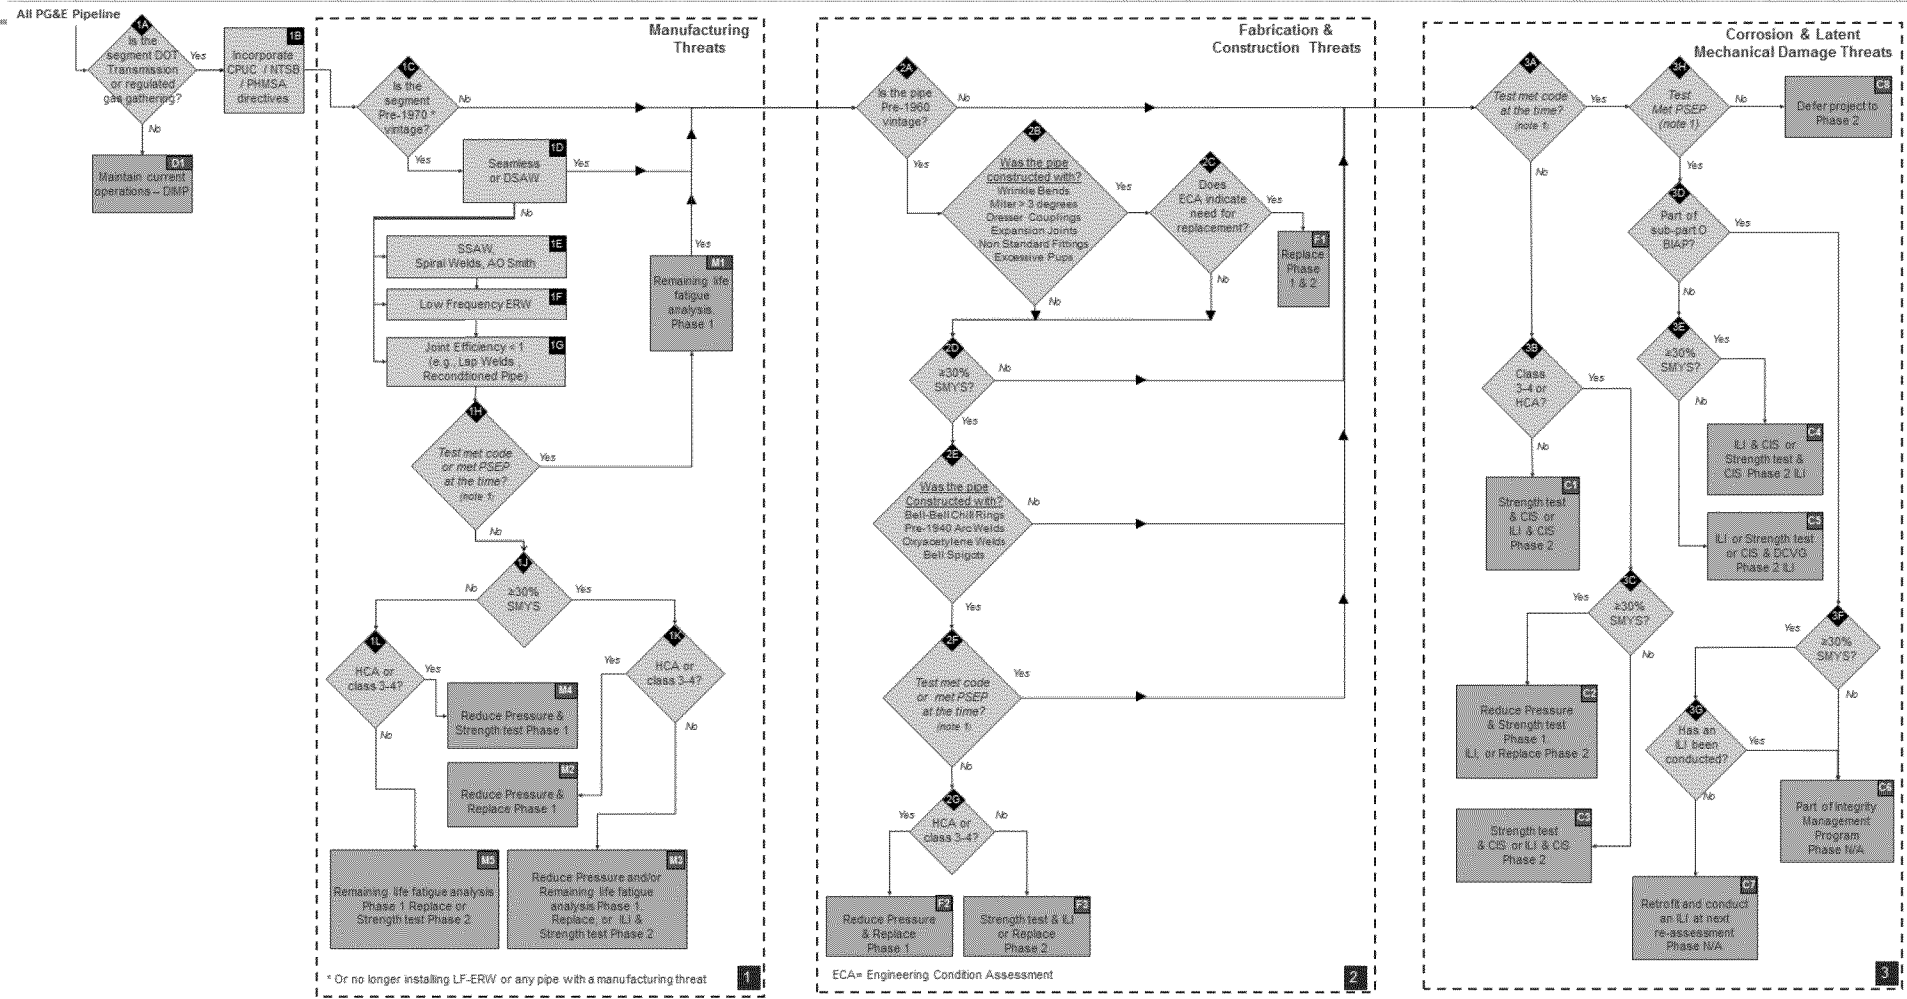 All PG&E Pipeline
1A
Is the
segment DOT
Transmission
or regulated
gas gathering?
Yes
No
1B
Incorporate
CPUC / NTSB
/ PHMSA
directives
D1
Maintain current
operations – DIMP
Manufacturing
Threats
1C
Is the
segment
Pre-1970 *
vintage?
No
Yes
1D
Seamless
or DSAW
Yes
No
1E
SSAW,
Spiral Welds, AO Smith
1F
Low Frequency ERW
1G
Joint Efficiency < 1
(e.g., Lap Welds
Reconditioned Pipe)
1H
Test met code
or met PSEP
at the time?
(note 1)
Yes
No
M1
Remaining life
fatigue
analysis
Phase 1
Yes
1J
≥30%
SMYS
No
Yes
1L
HCA or
class 3-4?
Yes
No
1K
HCA or
class 3-4?
Yes
No
M4
Reduce Pressure &
Strength test Phase 1
M2
Reduce Pressure &
Replace Phase 1
M5
Remaining life fatigue analysis
Phase 1 Replace or
Strength test Phase 2
M3
Reduce Pressure and/or
Remaining life fatigue
analysis Phase 1
Replace, or ILI &
Strength test Phase 2
* Or no longer installing LF-ERW or any pipe with a manufacturing threat
1
Fabrication &
Construction Threats
2A
Is the pipe
Pre-1960
vintage?
No
Yes
2B
Was the pipe
constructed with?
Wrinkle Bends
Miter > 3 degrees
Dresser Couplings
Expansion Joints
Non Standard Fittings
Excessive Pups
Yes
No
2C
Does
ECA indicate
need for
replacement?
Yes
No
F1
Replace
Phase
1 & 2
2D
≥30%
SMYS?
No
Yes
2E
Was the pipe
Constructed with?
Bell-Bell Chill Rings
Pre-1940 Arc Welds
Oxyacetylene Welds
Bell Spigots
No
Yes
2F
Test met code
or met PSEP
at the time?
(note 1)
Yes
No
2G
HCA or
class 3-4?
Yes
No
F2
Reduce Pressure
& Replace
Phase 1
F3
Strength test & ILI
or Replace
Phase 2
ECA= Engineering Condition Assessment
2
Corrosion & Latent
Mechanical Damage Threats
3A
Test met code
at the time?
(note 1)
Yes
No
3H
Test
Met PSEP
(note 1)
No
Yes
C8
Defer project to
Phase 2
3D
Part of
sub-part O
BIAP?
Yes
No
3E
≥30%
SMYS?
Yes
No
3B
Class
3-4 or
HCA?
Yes
No
C4
ILI & CIS or
Strength test &
CIS Phase 2 ILI
C5
ILI or Strength test
or CIS & DCVG
Phase 2 ILI
C1
Strength test
& CIS or
ILI & CIS
Phase 2
3C
≥30%
SMYS?
Yes
No
3F
≥30%
SMYS?
Yes
No
C2
Reduce Pressure
& Strength test
Phase 1
ILI, or Replace Phase 2
3G
Has an
ILI been
conducted?
Yes
No
C3
Strength test
& CIS or ILI & CIS
Phase 2
C6
Part of Integrity
Management
Program
Phase N/A
C7
Retrofit and conduct
an ILI at next
re-assessment
Phase N/A
3